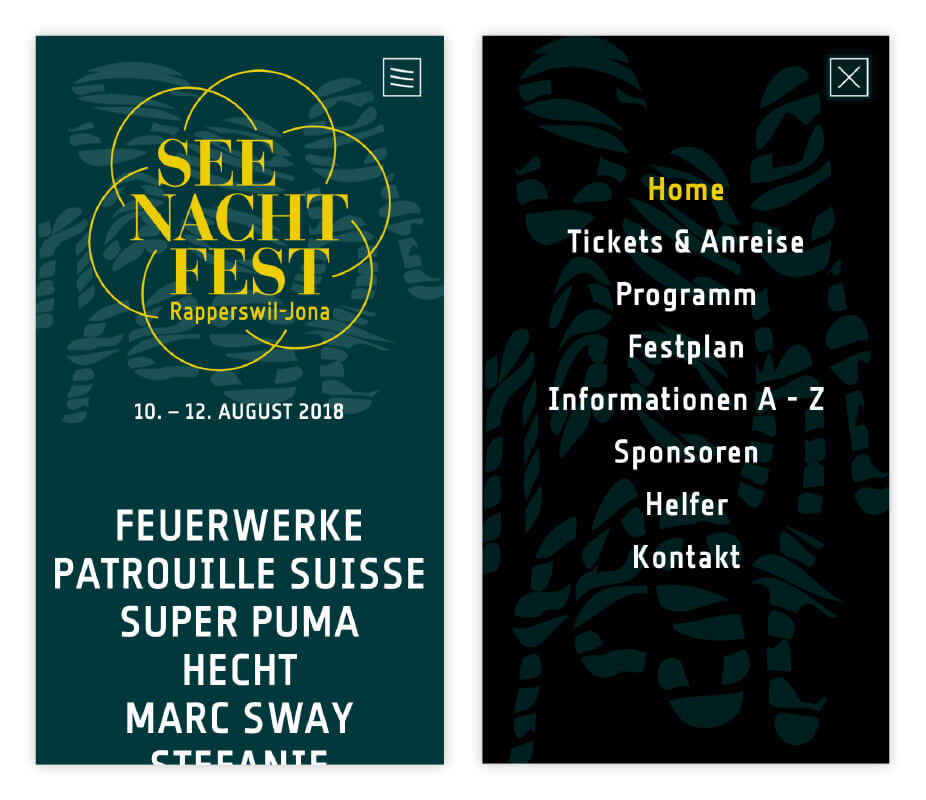 SEE
NACHT
FEST
Rapperswil-Jona
10. – 12. AUGUST 2018
FEUERWERKE
PATROUILLE SUISSE
SUPER PUMA
HECHT
MARC SWAY
STEFANIE
Home
Tickets & Anreise
Programm
Festplan
Informationen A - Z
Sponsoren
Helfer
Kontakt